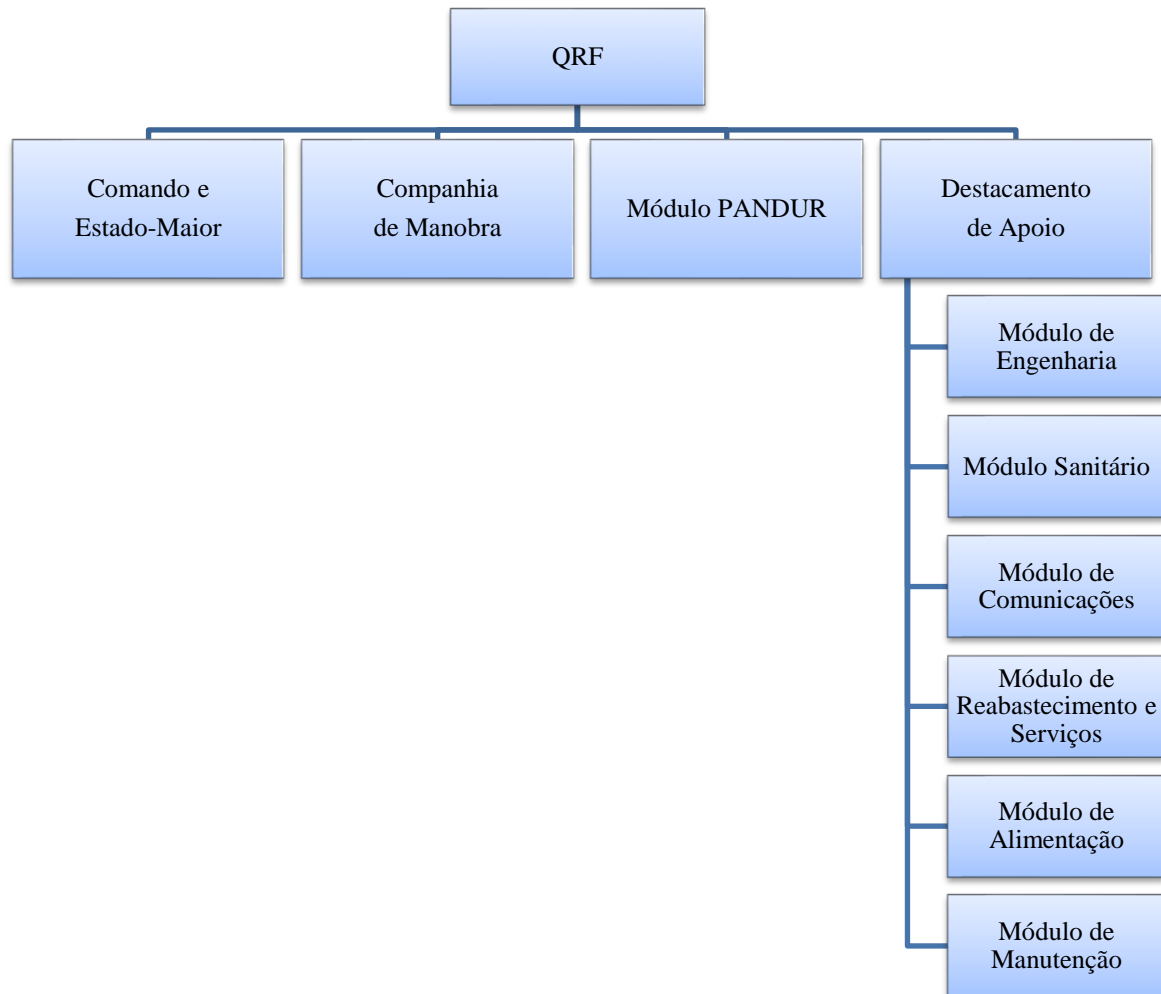 QRF
Comando e
Estado-Maior
Companhia
de Manobra
Módulo PANDUR
Destacamento
de Apoio
Módulo de
Engenharia
Módulo Sanitário
Módulo de
Comunicações
Módulo de
Reabastecimento e
Serviços
Módulo de
Alimentação
Módulo de
Manutenção